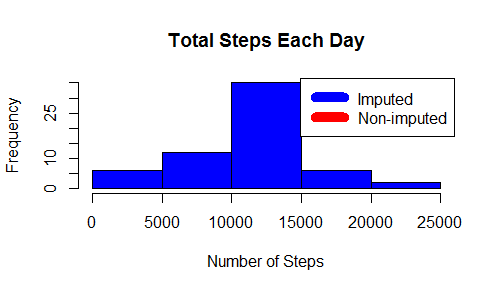 Total Steps Each Day
Imputed
Non-imputed
Frequency
25
10
0
0 5000 10000 15000 20000 25000
Number of Steps